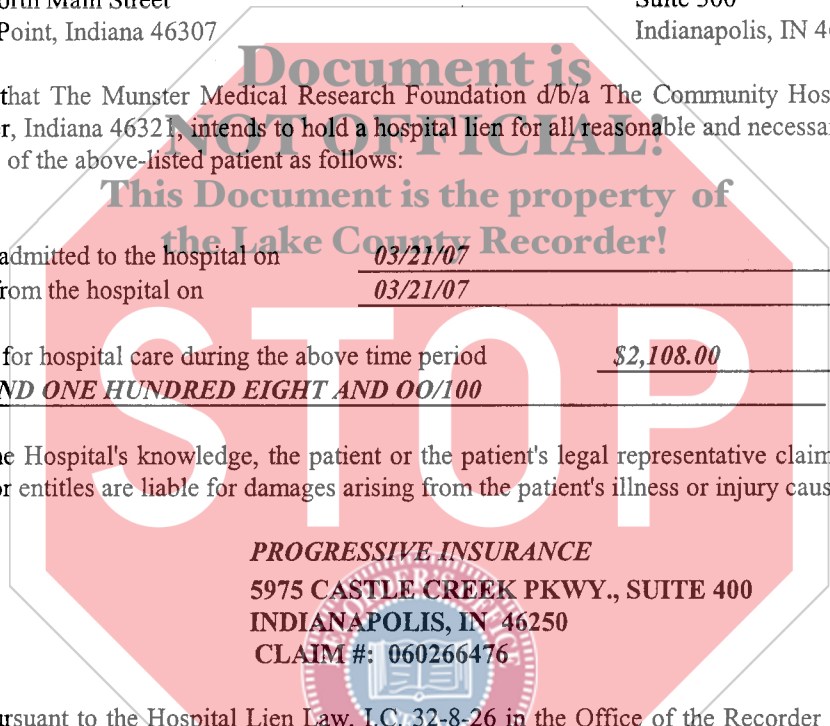 orth Main Street
Suite 300
Point, Indiana 46307
Indianapolis, IN 4
Document is
that The Munster Medical Research Foundation d/b/a The Community Hos
r, Indiana 46321, intends to hold a hospital lien for all reasonable and necessa
NOT OFFICIAL!
of the above-listed patient as follows:
This Document is the property of
the Lake County Recorder!
admitted to the hospital on 03/21/07
rom the hospital on 03/21/07
STOP
for hospital care during the above time period $2,108.00
ND ONE HUNDRED EIGHT AND OO/100
e Hospital's knowledge, the patient or the patient's legal representative claim
or entitles are liable for damages arising from the patient's illness or injury caus
PROGRESSIVE INSURANCE
5975 CASTLE CREEK PKWY., SUITE 400
INDIANAPOLIS, IN 46250
CLAIM #: 060266476
RECORDER'S OFFICE
rsuant to the Hospital Lien Law, I.C. 32-8-26 in the Office of the Recorder